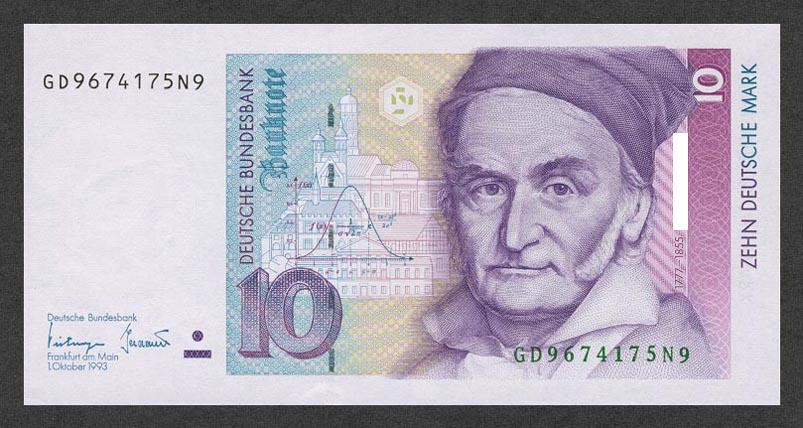 GD9674175N9
DEUTSCHE BUNDESBANK
Banknote
10
ZEHN DEUTSCHE MARK
1777–1855
10
Deutsche Bundesbank
Frankfurt am Main
1.Oktober 1993
GD9674175N9